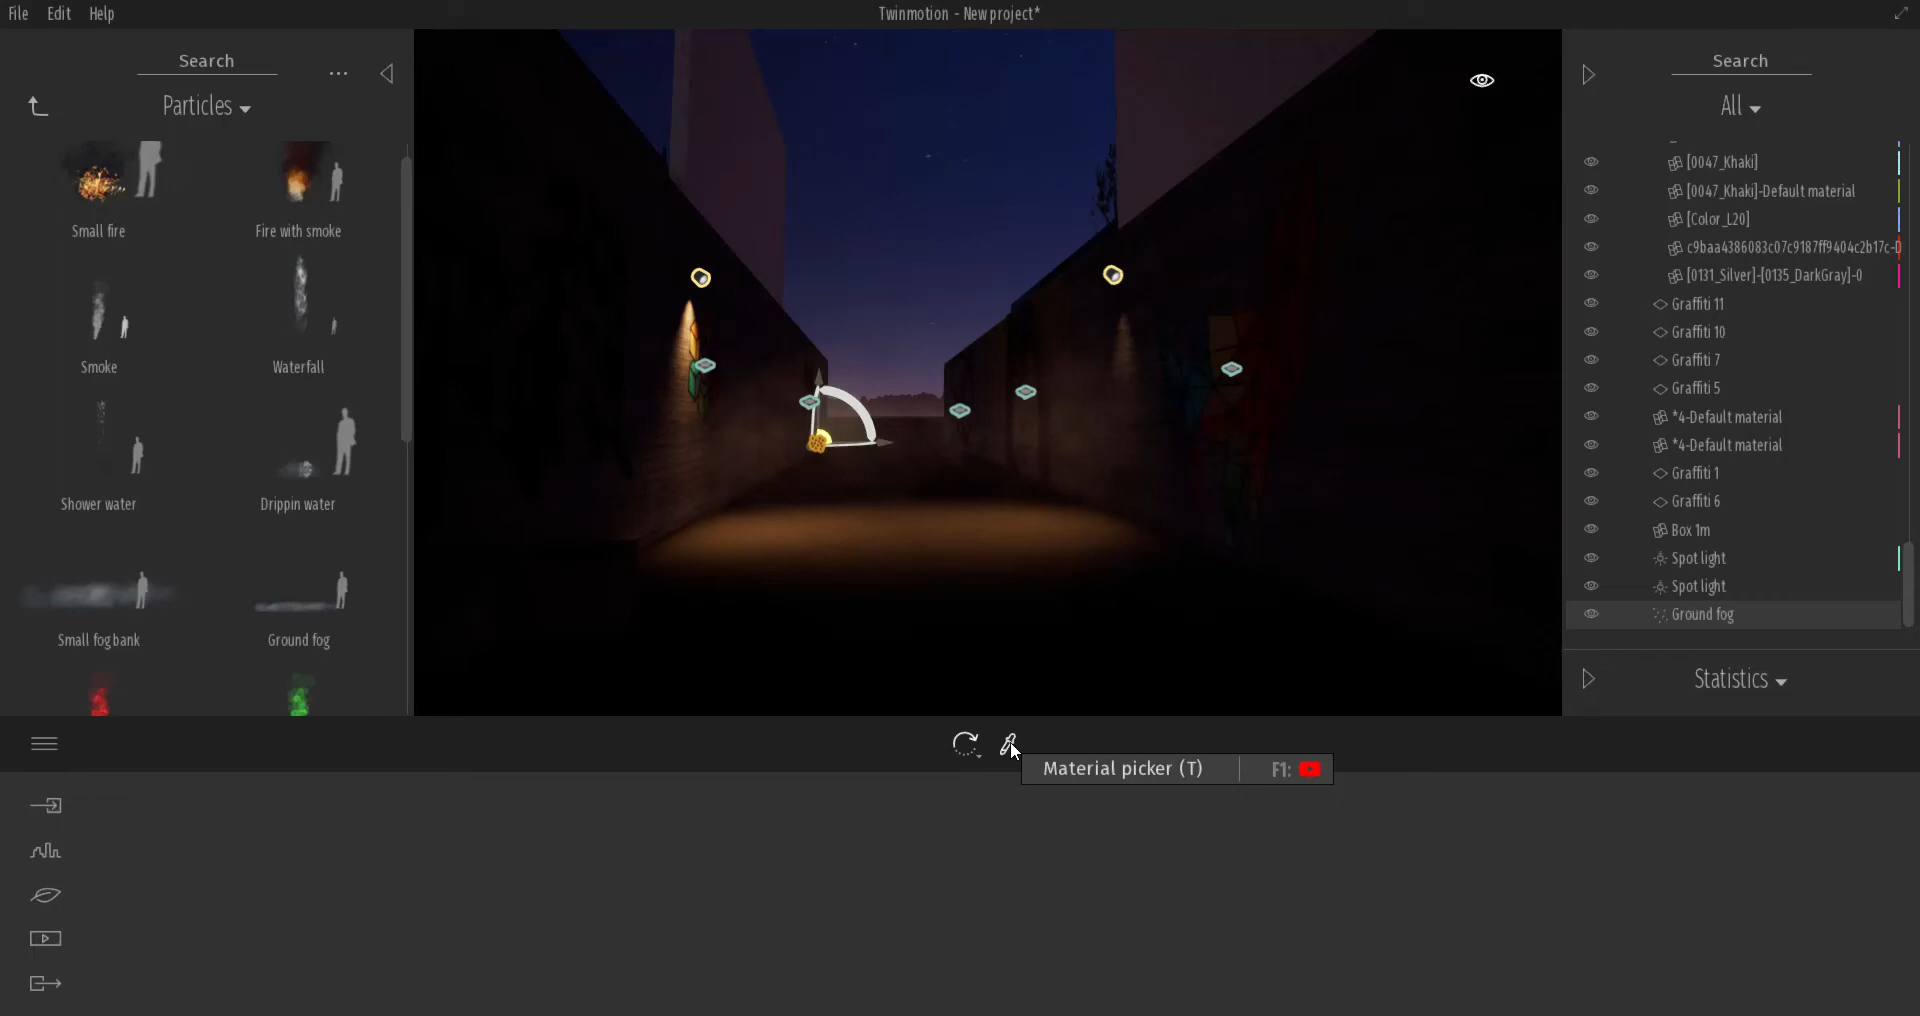 File Edit Help
Twinmotion - New project*
Search
...
Particles
Small fire
Fire with smoke
Smoke
Waterfall
Shower water
Drippin water
Small fog bank
Ground fog
Search
All
[0047_Khaki]
[0047_Khaki]-Default material
[Color_L20]
c9baa4386083c07c9187ff9404c2b17c-D
[0131_Silver]-[0135_DarkGray]-0
Graffiti 11
Graffiti 10
Graffiti 7
Graffiti 5
*4-Default material
*4-Default material
Graffiti 1
Graffiti 6
Box 1m
Spot light
Spot light
Ground fog
Statistics
Material picker (T) F1: